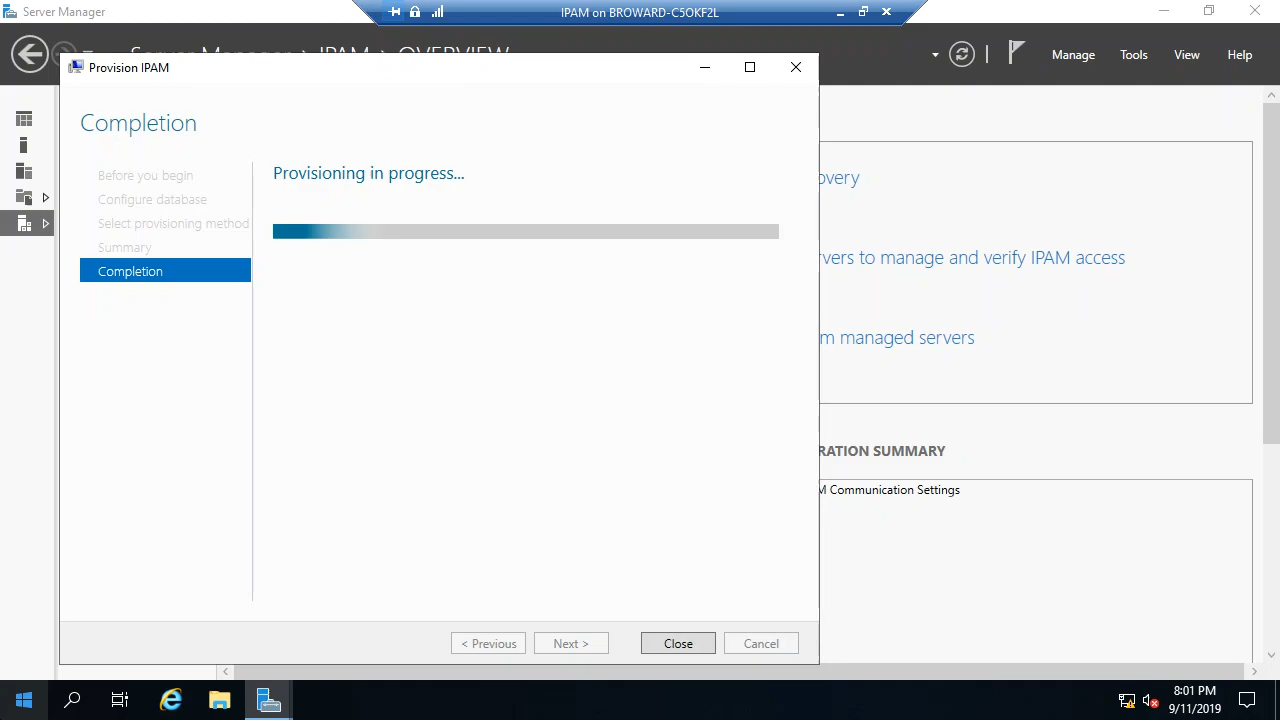 Server Manager
IPAM on BROWARD-C5OKF2L
Manage
Tools
View
Help
Provision IPAM
Completion
Before you begin
Configure database
Select provisioning method
Summary
Completion
Provisioning in progress...
overy
rvers to manage and verify IPAM access
m managed servers
RATION SUMMARY
M Communication Settings
< Previous
Next >
Close
Cancel
8:01 PM
9/11/2019